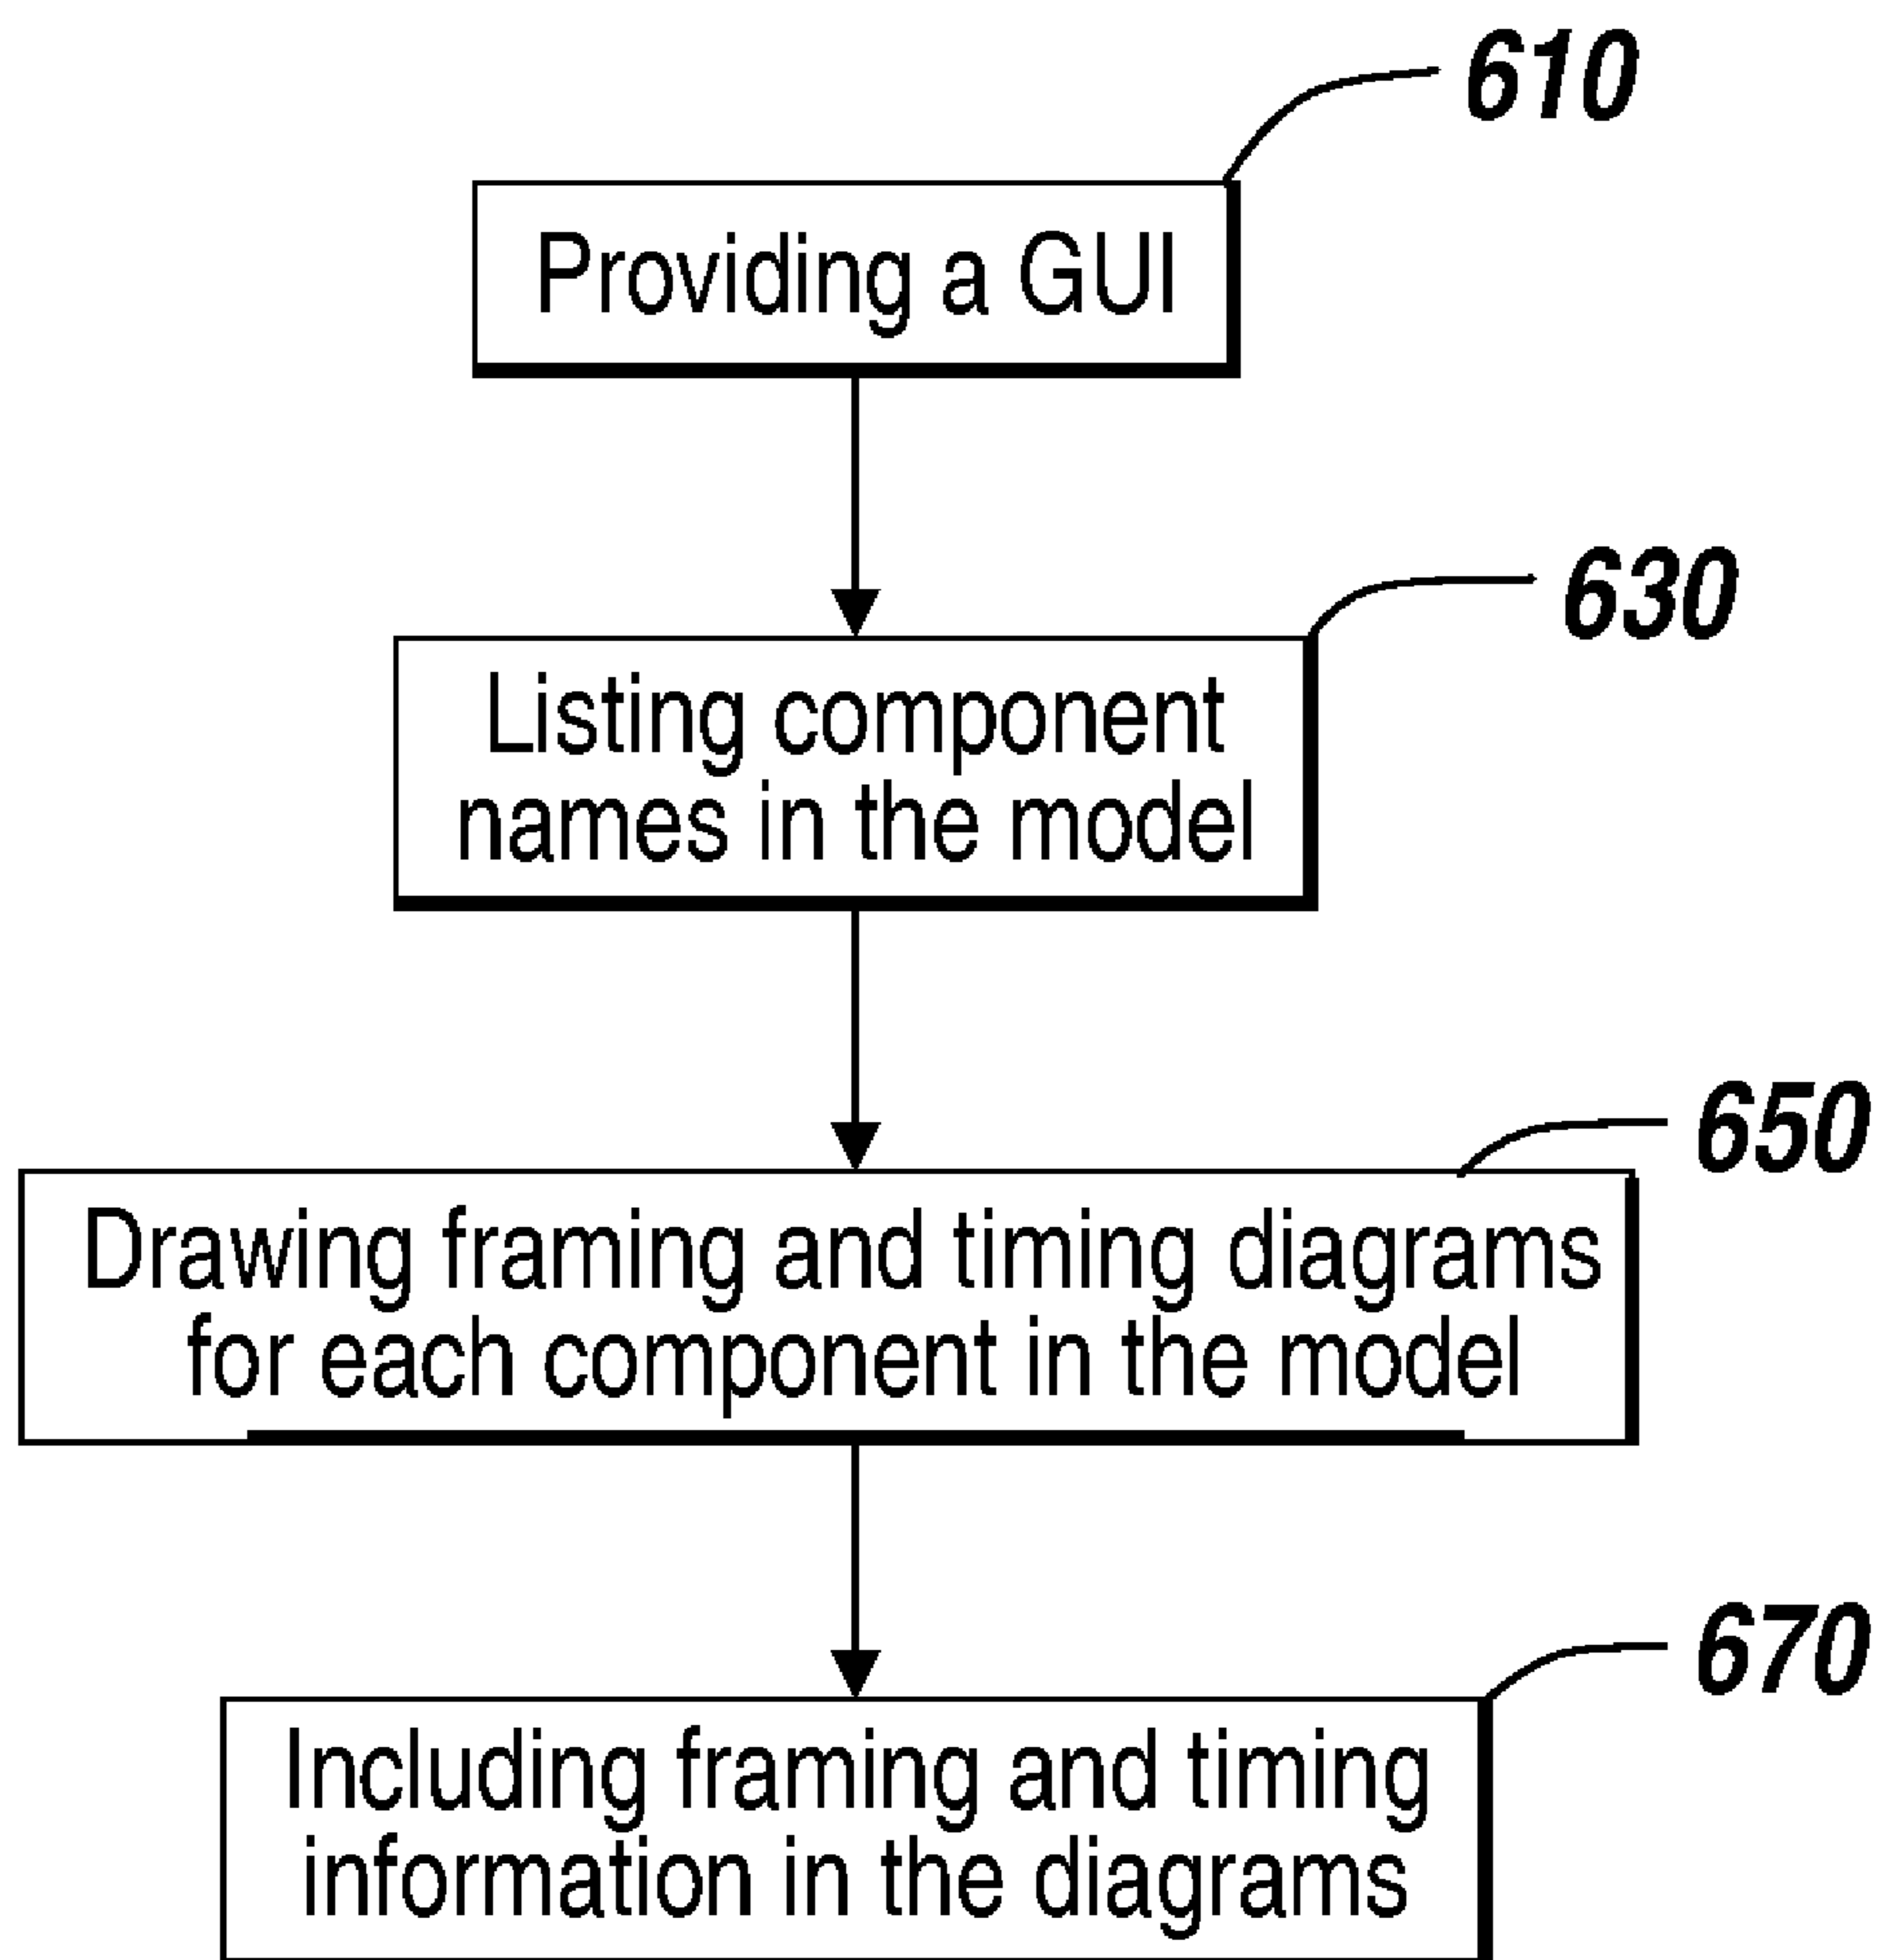 610
Providing a GUI
630
Listing component
names in the model
650
Drawing framing and timing diagrams
for each component in the model
670
Including framing and timing
information in the diagrams